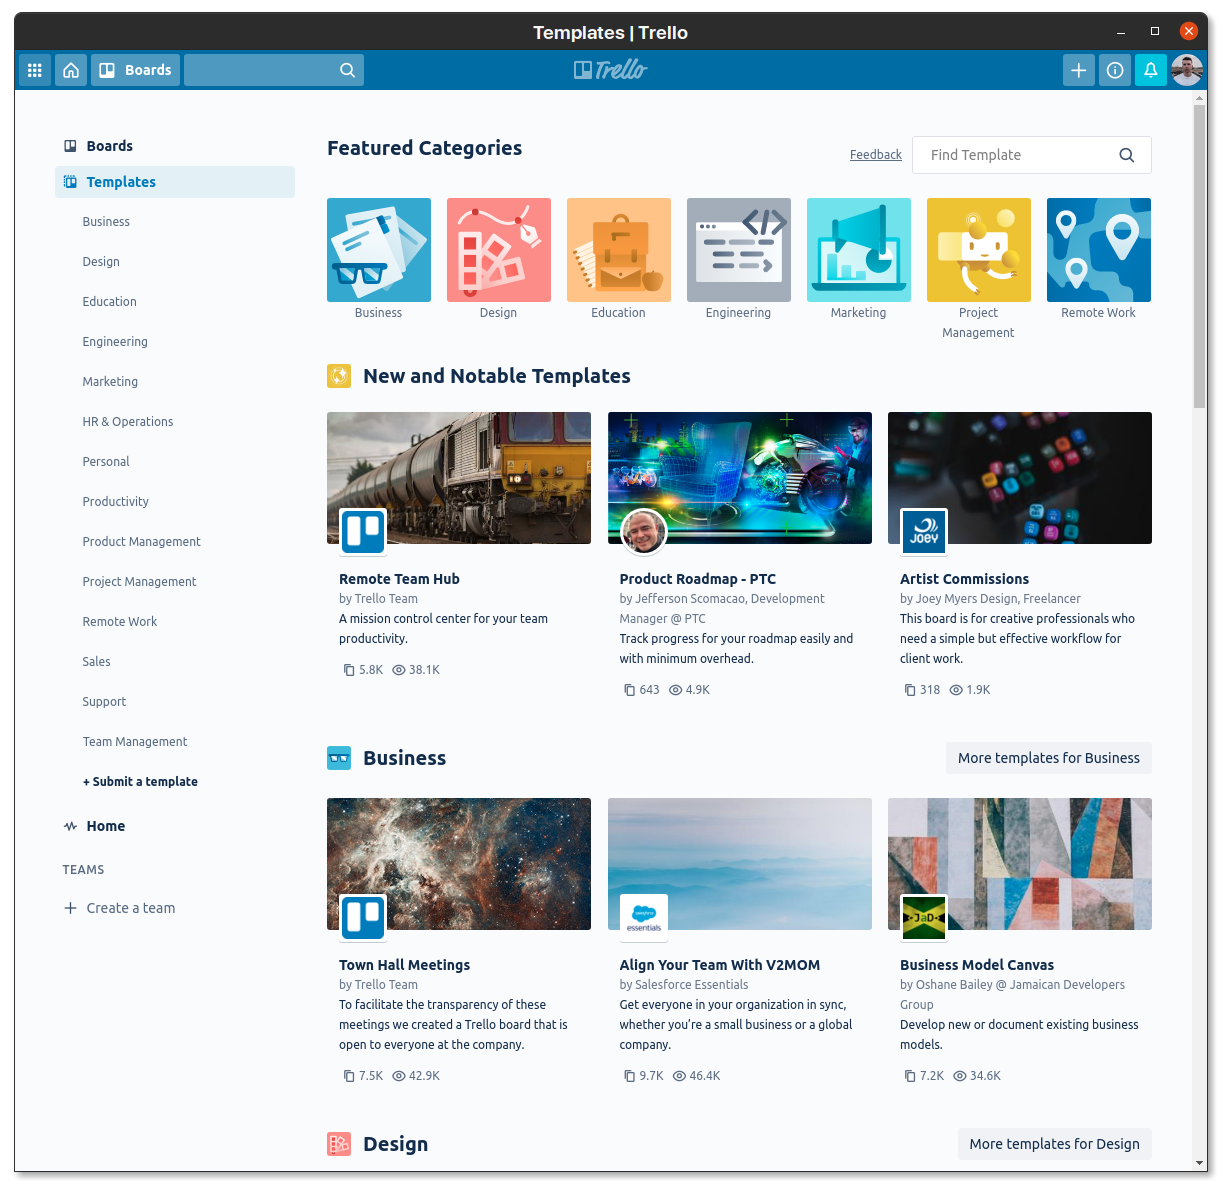 Templates | Trello
Boards
Trello
Boards
Templates
Business
Design
Education
Engineering
Marketing
HR & Operations
Personal
Productivity
Product Management
Project Management
Remote Work
Sales
Support
Team Management
+ Submit a template
Home
TEAMS
Create a team
Featured Categories
Feedback
Find Template
Business
Design
Education
Engineering
Marketing
Project
Management
Remote Work
New and Notable Templates
Remote Team Hub
by Trello Team
A mission control center for your team
productivity.
5.8K 38.1K
Product Roadmap - PTC
by Jefferson Scomacao, Development
Manager @ PTC
Track progress for your roadmap easily and
with minimum overhead.
643 4.9K
JOEY
Artist Commissions
by Joey Myers Design, Freelancer
This board is for creative professionals who
need a simple but effective workflow for
client work.
318 1.9K
Business
More templates for Business
Town Hall Meetings
by Trello Team
To facilitate the transparency of these
meetings we created a Trello board that is
open to everyone at the company.
7.5K 42.9K
salesforce
essentials
Align Your Team With V2MOM
by Salesforce Essentials
Get everyone in your organization in sync,
whether you’re a small business or a global
company.
9.7K 46.4K
JaD
Business Model Canvas
by Oshane Bailey @ Jamaican Developers
Group
Develop new or document existing business
models.
7.2K 34.6K
Design
More templates for Design